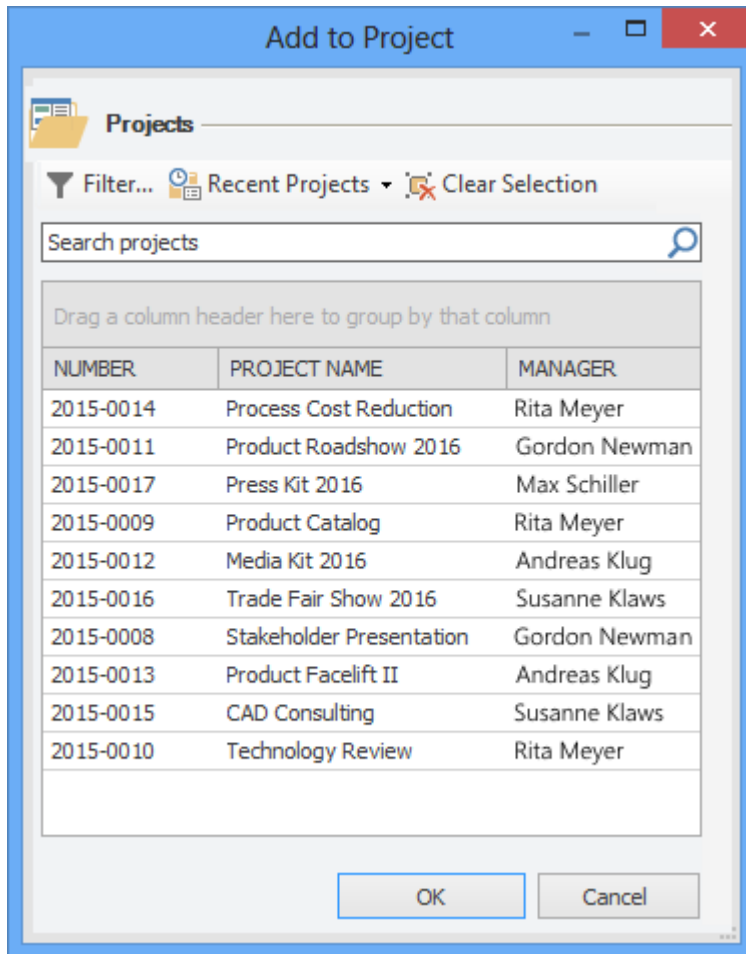 Add to Project
Projects
Filter... Recent Projects Clear Selection
Search projects
Drag a column header here to group by that column
NUMBER PROJECT NAME MANAGER
2015-0014 Process Cost Reduction Rita Meyer
2015-0011 Product Roadshow 2016 Gordon Newman
2015-0017 Press Kit 2016 Max Schiller
2015-0009 Product Catalog Rita Meyer
2015-0012 Media Kit 2016 Andreas Klug
2015-0016 Trade Fair Show 2016 Susanne Klaws
2015-0008 Stakeholder Presentation Gordon Newman
2015-0013 Product Facelift II Andreas Klug
2015-0015 CAD Consulting Susanne Klaws
2015-0010 Technology Review Rita Meyer
OK Cancel